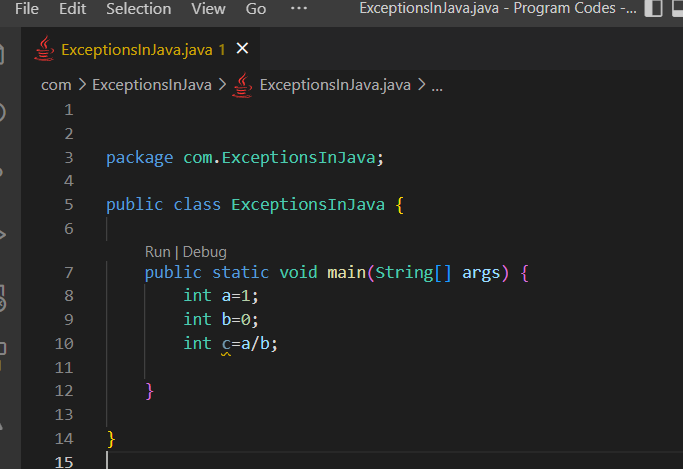 File Edit Selection View Go ··· ExceptionsInJava.java - Program Codes -...
ExceptionsInJava.java 1 ×
com > ExceptionsInJava > ExceptionsInJava.java > ...
1
2
3 package com.ExceptionsInJava;
4
5 public class ExceptionsInJava {
6
Run | Debug
7 public static void main(String[] args) {
8 int a=1;
9 int b=0;
10 int c=a/b;
11
12 }
13
14 }
15